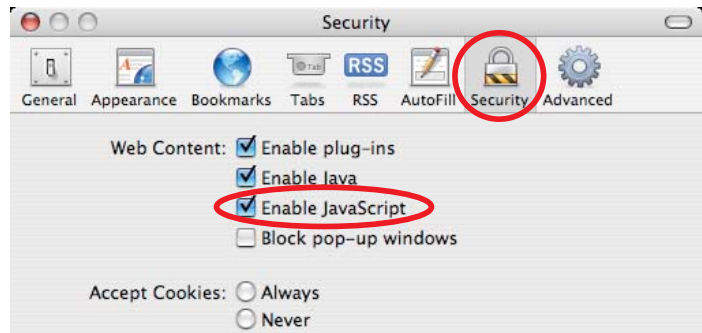 Security
Tab RSS
General Appearance Bookmarks Tabs RSS AutoFill Security Advanced
Web Content: Enable plug-ins
Enable Java
Enable JavaScript
Block pop-up windows
Accept Cookies: Always
Never